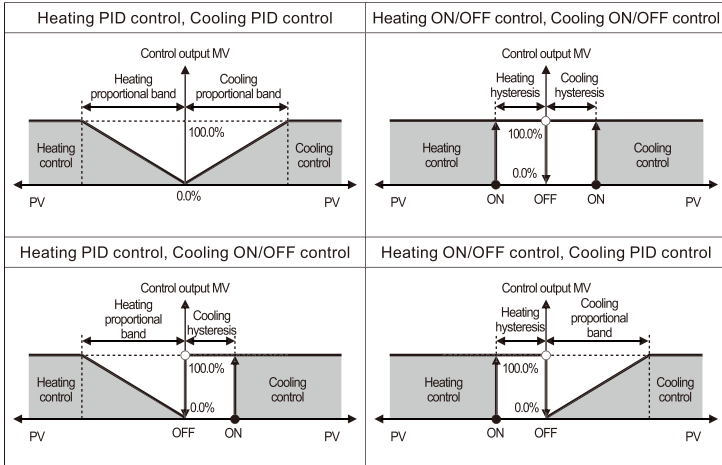 Heating PID control, Cooling PID control
Control output MV
Heating
proportional band
Cooling
proportional band
100.0%
Heating
control
Cooling
control
0.0%
PV
PV
Heating ON/OFF control, Cooling ON/OFF control
Control output MV
Heating
hysteresis
Cooling
hysteresis
100.0%
Heating
control
Cooling
control
0.0%
PV
ON
OFF
ON
PV
Heating PID control, Cooling ON/OFF control
Control output MV
Heating
proportional
band
Cooling
hysteresis
100.0%
Heating
control
Cooling
control
0.0%
PV
OFF
ON
PV
Heating ON/OFF control, Cooling PID control
Control output MV
Heating
hysteresis
Cooling
proportional
band
100.0%
Heating
control
Cooling
control
0.0%
PV
ON
OFF
PV